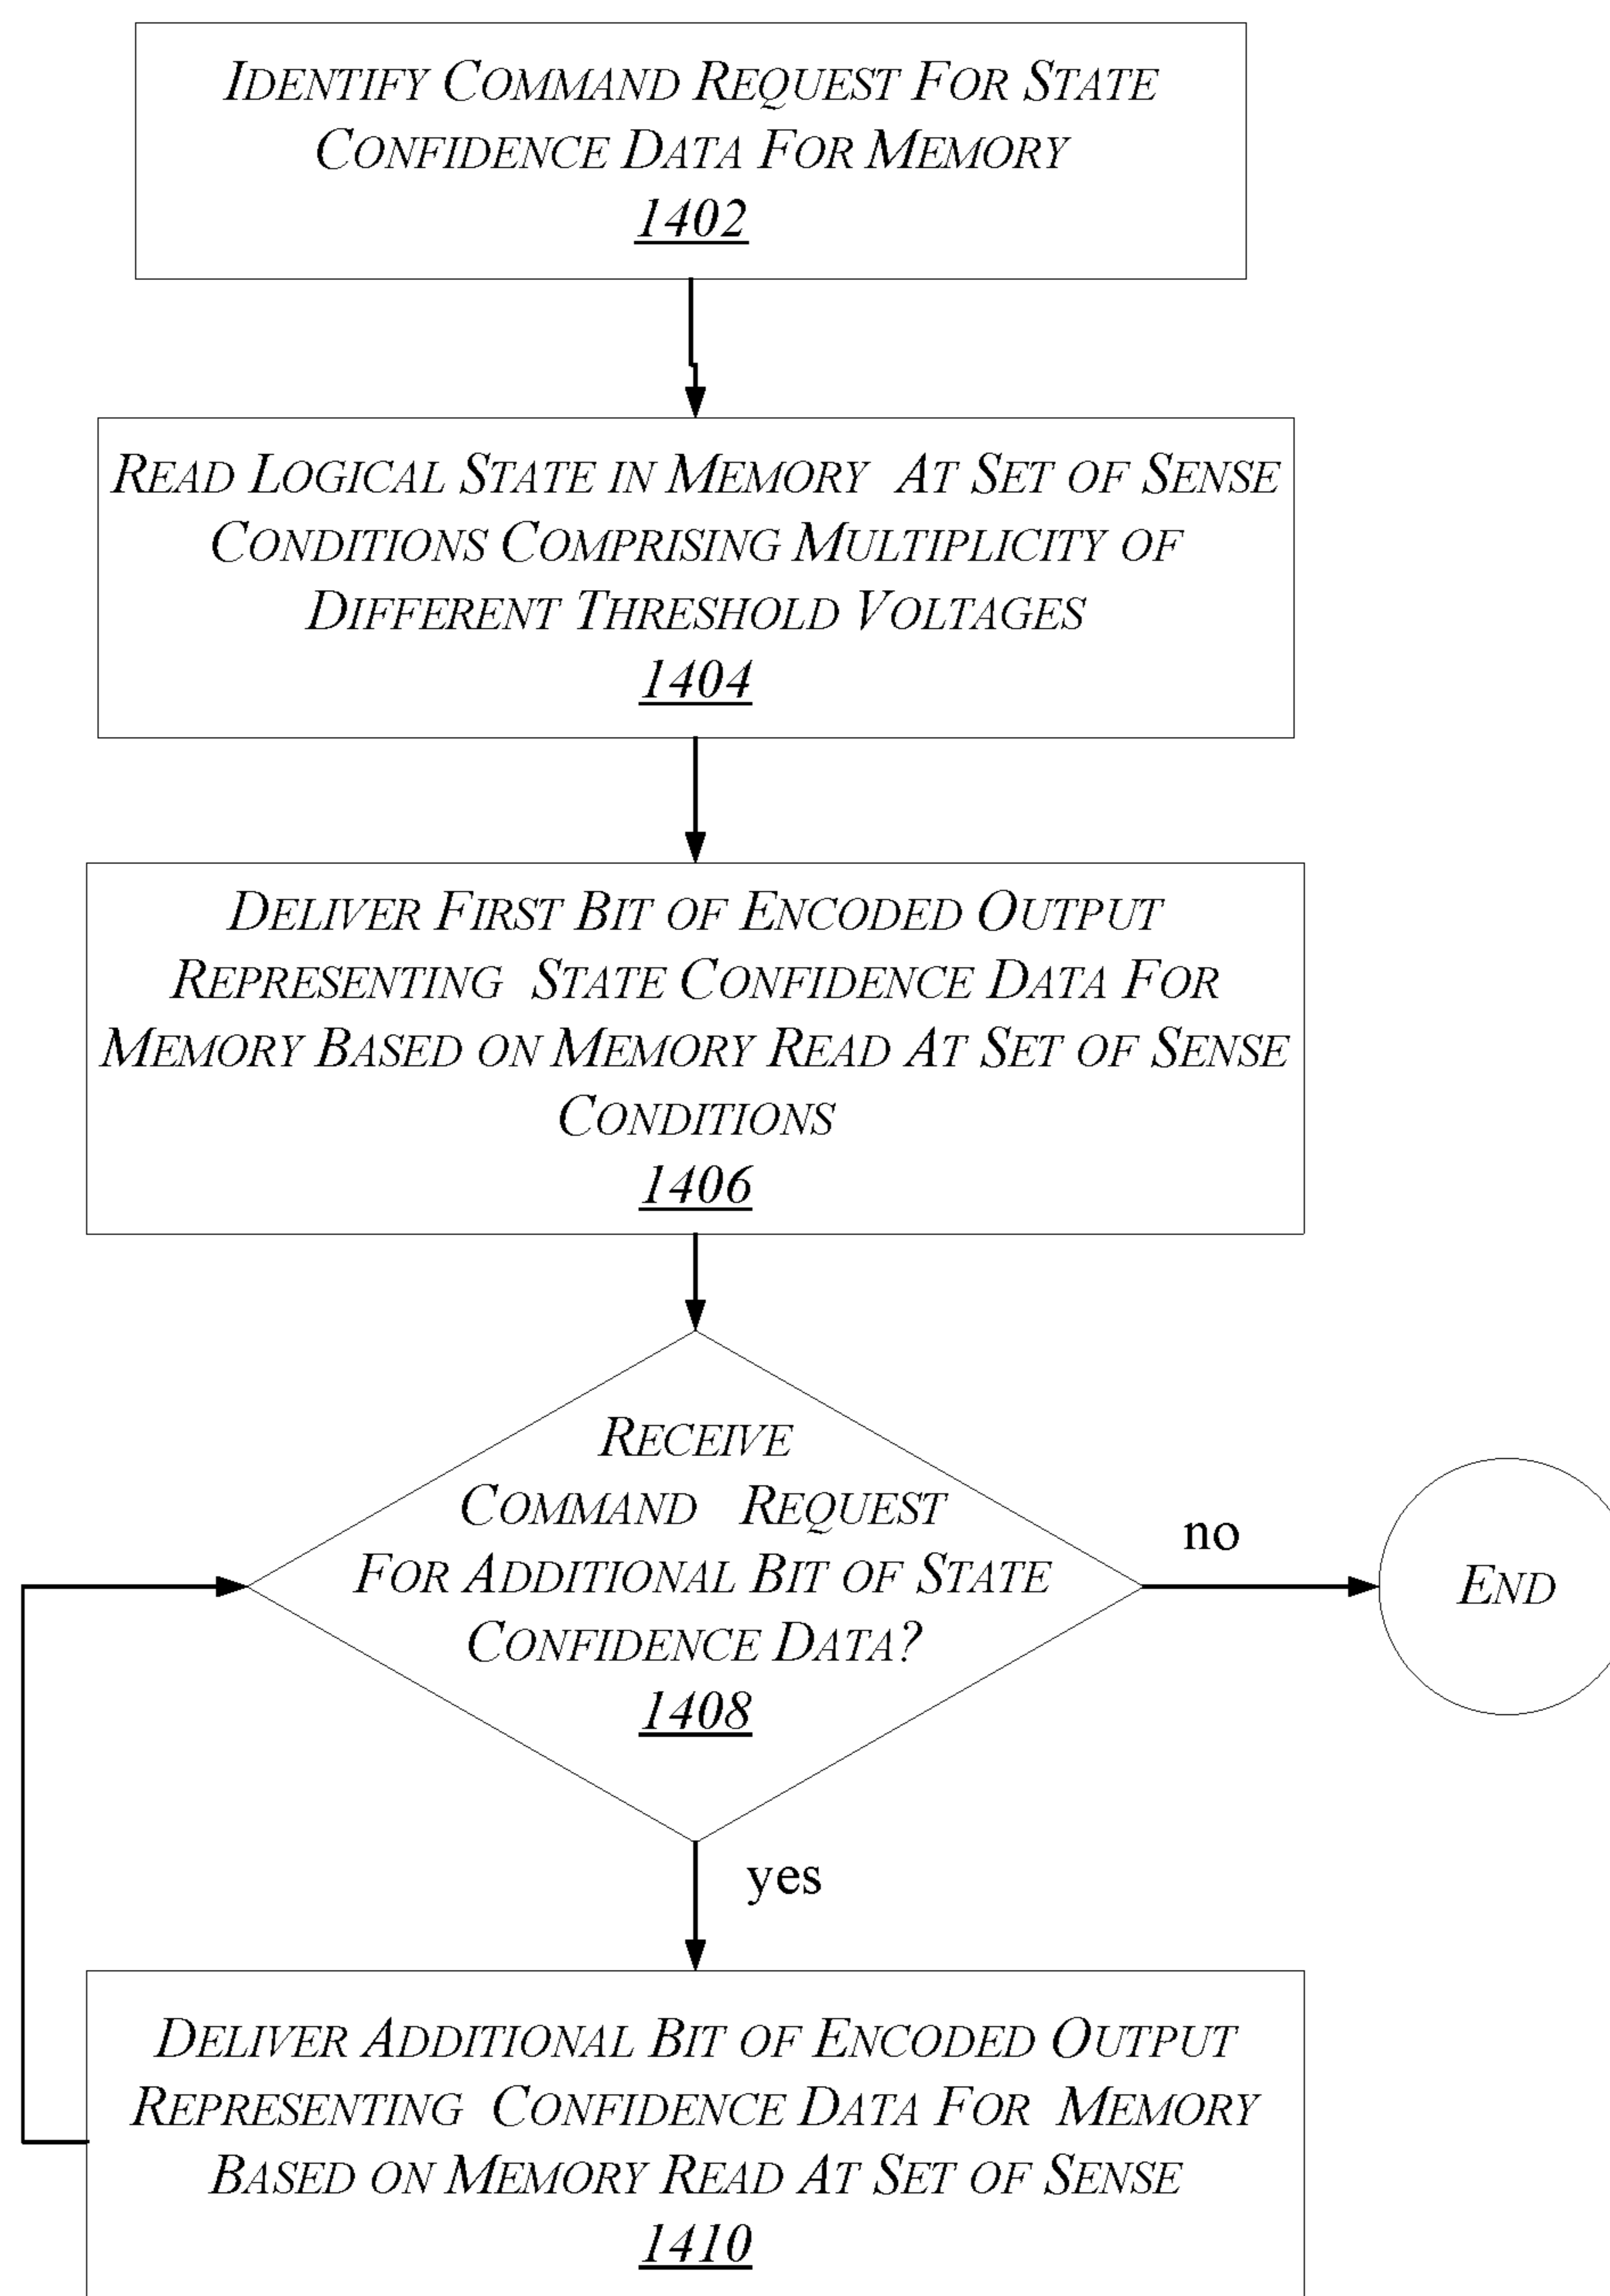 IDENTIFY COMMAND REQUEST FOR STATE
CONFIDENCE DATA FOR MEMORY
1402
READ LOGICAL STATE IN MEMORY AT SET OF SENSE
CONDITIONS COMPRISING MULTIPLICITY OF
DIFFERENT THRESHOLD VOLTAGES
1404
DELIVER FIRST BIT OF ENCODED OUTPUT
REPRESENTING STATE CONFIDENCE DATA FOR
MEMORY BASED ON MEMORY READ AT SET OF SENSE
CONDITIONS
1406
RECEIVE
COMMAND REQUEST
FOR ADDITIONAL BIT OF STATE
CONFIDENCE DATA?
1408
no
END
yes
DELIVER ADDITIONAL BIT OF ENCODED OUTPUT
REPRESENTING CONFIDENCE DATA FOR MEMORY
BASED ON MEMORY READ AT SET OF SENSE
1410